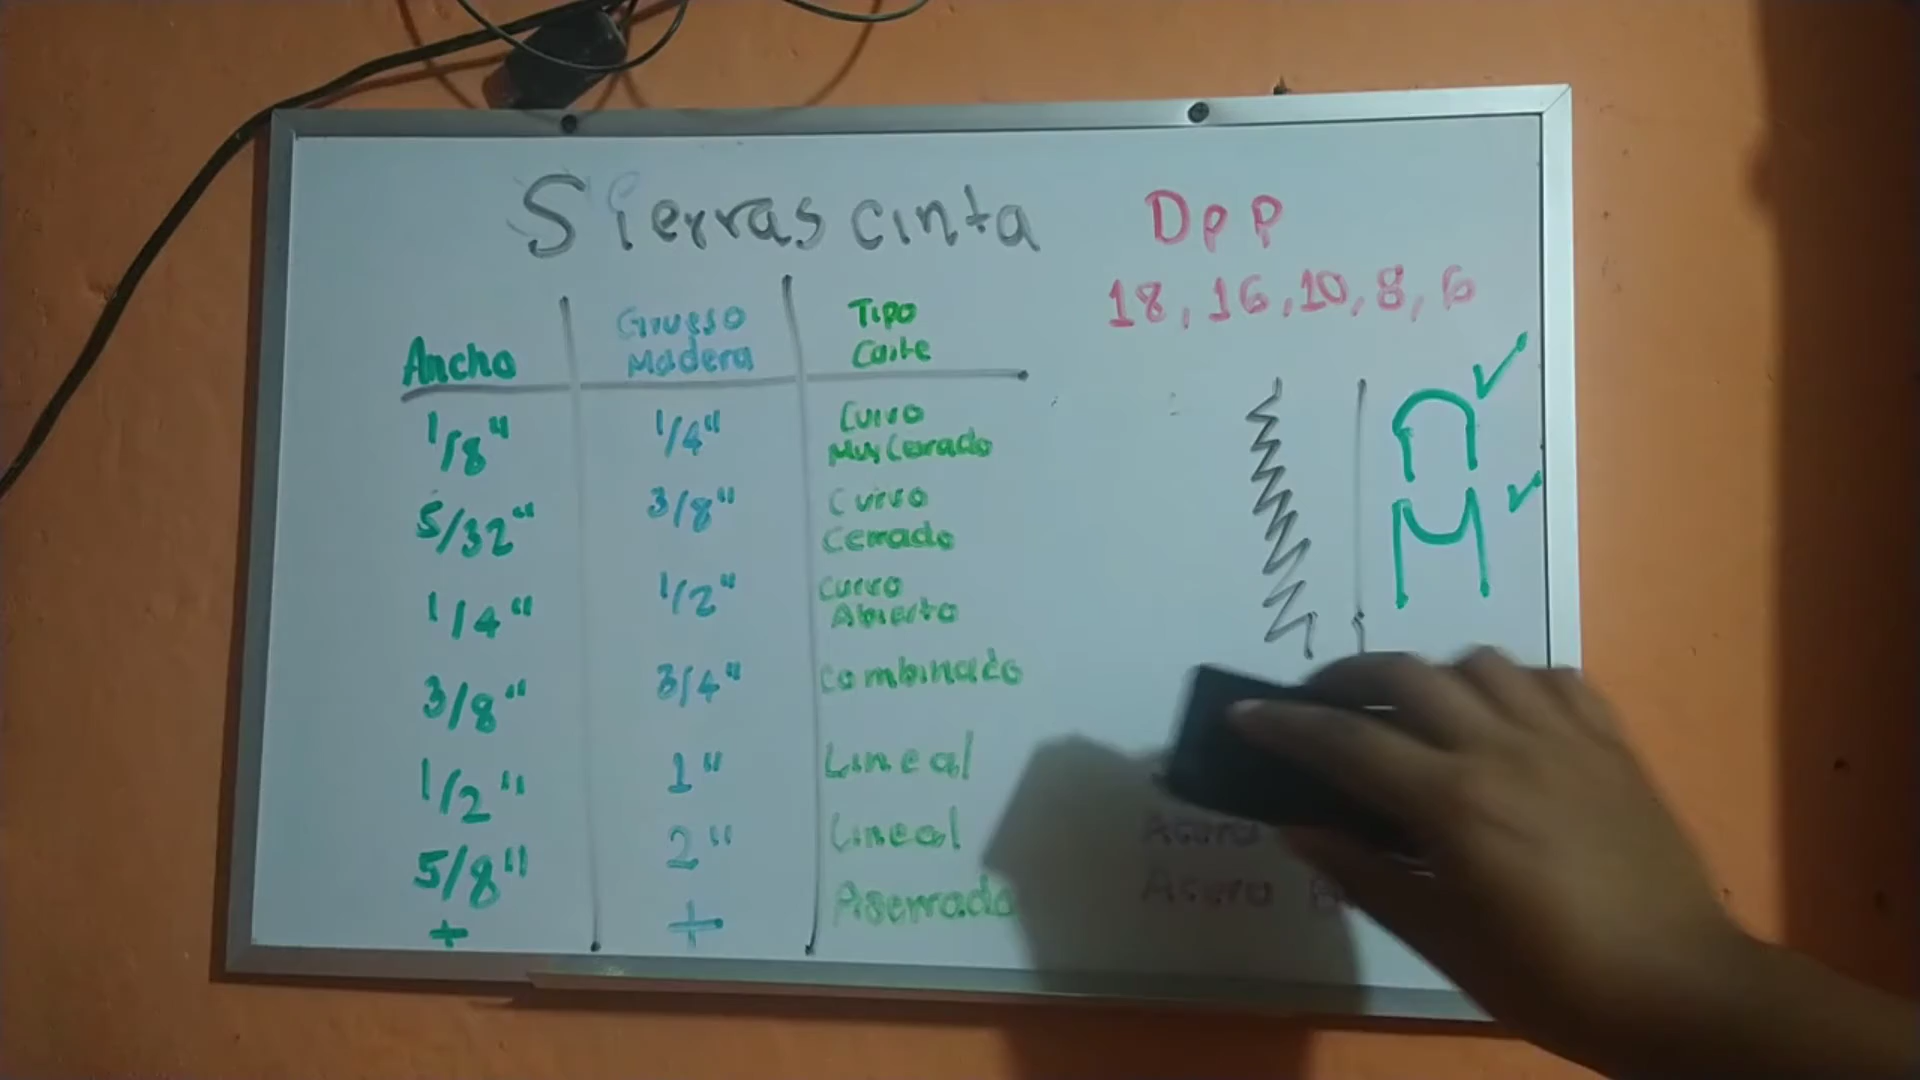 Sierras cinta
DPP
18, 16, 10, 8, 6
Ancho
Grueso
Madera
Tipo
Corte
1/8" 1/4" Curvo
Muy Cerrado
5/32" 3/8" Curvo
Cerrado
1/4" 1/2" Curvo
Abierto
3/8" 3/4" Combinado
1/2" 1" Lineal
5/8" 2" Lineal
+ + Aserrado
Acero
Acero